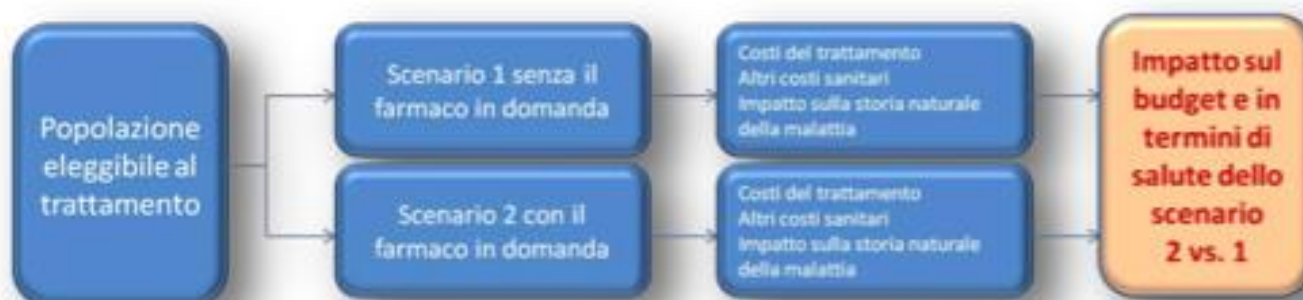 Popolazione
eleggibile al
trattamento
Scenario 1 senza il
farmaco in domanda
Costi del trattamento
Altri costi sanitari
Impatto sulla storia naturale
della malattia
Scenario 2 con il
farmaco in domanda
Costi del trattamento
Altri costi sanitari
Impatto sulla storia naturale
della malattia
Impatto sul
budget e in
termini di
salute dello
scenario
2 vs. 1